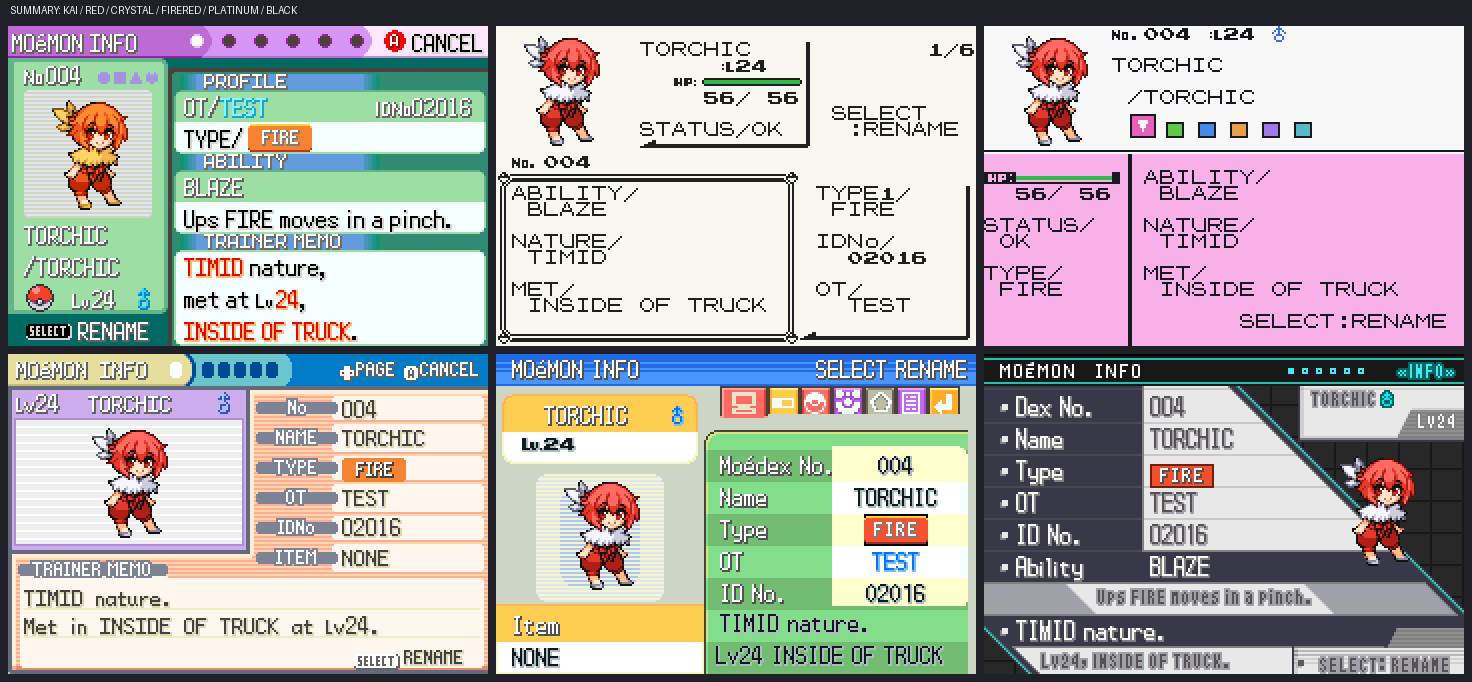 SUMMARY: KAI / RED / CRYSTAL / FIRERED / PLATINUM / BLACK
MOéMON INFO
A CANCEL
No004
PROFILE
OT/TEST IDNo02016
TYPE/ FIRE
ABILITY
BLAZE
Ups FIRE moves in a pinch.
TRAINER MEMO
TIMID nature,
met at Lv24,
INSIDE OF TRUCK.
TORCHIC
/TORCHIC
Lv24 ♂
SELECT RENAME
TORCHIC
:L24
HP:
56/ 56
STATUS/OK
1/6
SELECT
:RENAME
No. 004
ABILITY/
BLAZE
NATURE/
TIMID
MET/
INSIDE OF TRUCK
TYPE1/
FIRE
IDNo/
02016
OT/
TEST
No. 004 :L24 ♂
TORCHIC
/TORCHIC
HP:
56/ 56
STATUS/
OK
TYPE/
FIRE
ABILITY/
BLAZE
NATURE/
TIMID
MET/
INSIDE OF TRUCK
SELECT:RENAME
MOéMON INFO
PAGE ACANCEL
Lv24 TORCHIC ♂
No 004
NAME TORCHIC
TYPE FIRE
OT TEST
IDNo 02016
ITEM NONE
TRAINER MEMO
TIMID nature.
Met in INSIDE OF TRUCK at Lv24.
SELECT RENAME
MOéMON INFO
SELECT RENAME
TORCHIC ♂
Lv.24
Moédex No. 004
Name TORCHIC
Type FIRE
OT TEST
ID No. 02016
TIMID nature.
Lv24 INSIDE OF TRUCK
Item
NONE
MOéMON INFO
«INFO»
Dex No. 004
Name TORCHIC
Type FIRE
OT TEST
ID No. 02016
Ability BLAZE
Ups FIRE moves in a pinch.
TIMID nature.
Lv24, INSIDE OF TRUCK.
TORCHIC ♂
LV24
SELECT: RENAME